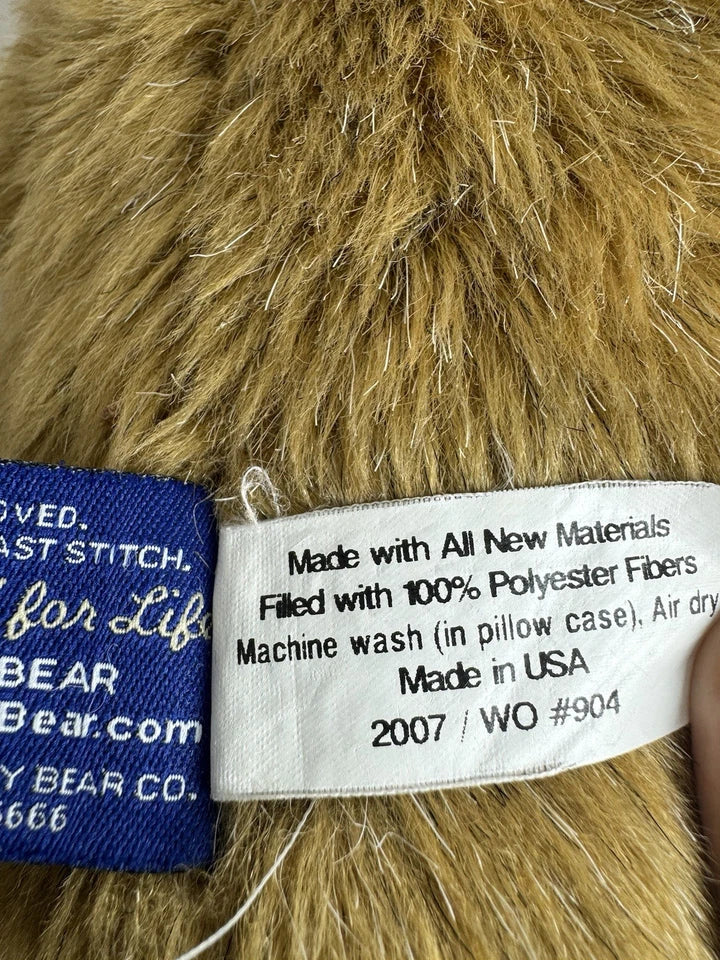 OVED.
AST STITCH.
for Life
BEAR
Bear.com
Y BEAR CO.
6666
Made with All New Materials
Filled with 100% Polyester Fibers
Machine wash (in pillow case), Air dry
Made in USA
2007 / WO #904